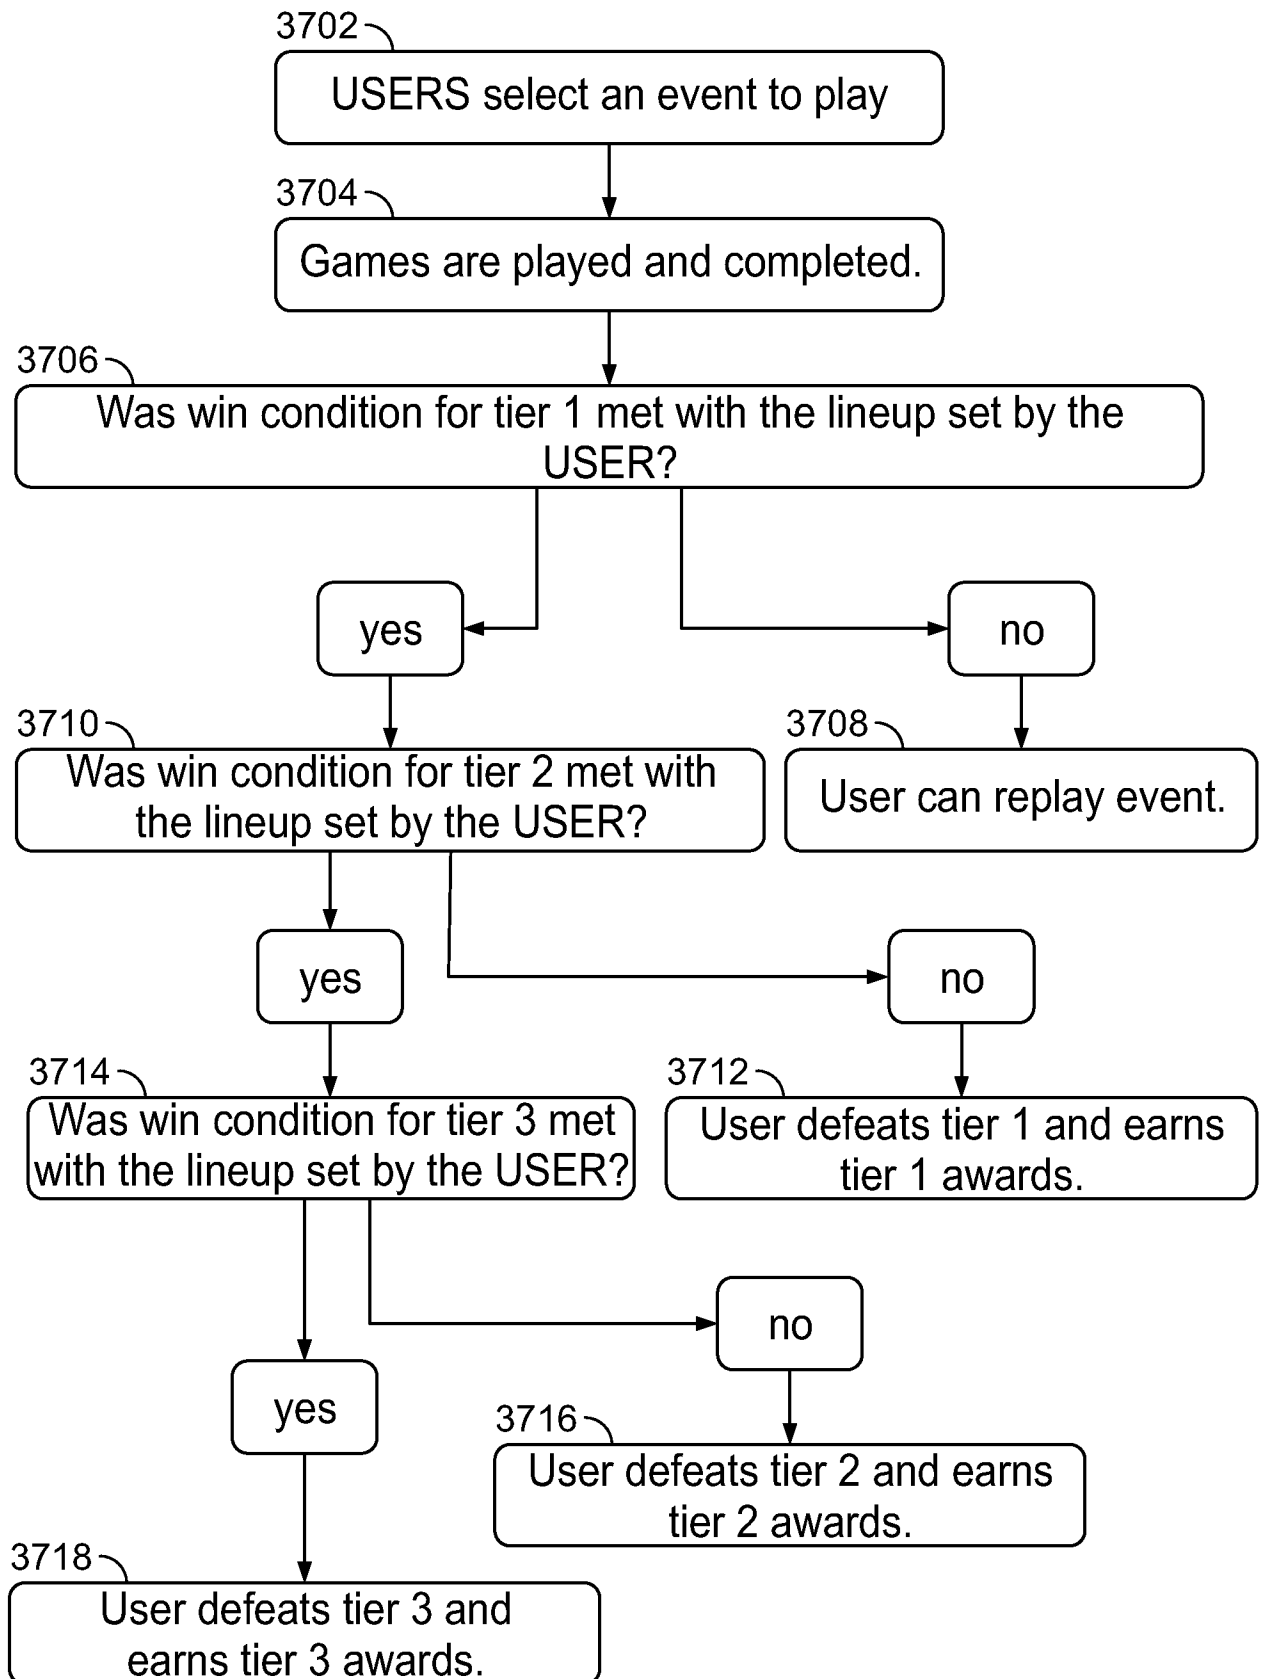 3702
USERS select an event to play
3704
Games are played and completed.
3706
Was win condition for tier 1 met with the lineup set by the
USER?
yes
no
3710
Was win condition for tier 2 met with
the lineup set by the USER?
3708
User can replay event.
yes
no
3714
Was win condition for tier 3 met
with the lineup set by the USER?
3712
User defeats tier 1 and earns
tier 1 awards.
no
yes
3716
User defeats tier 2 and earns
tier 2 awards.
3718
User defeats tier 3 and
earns tier 3 awards.